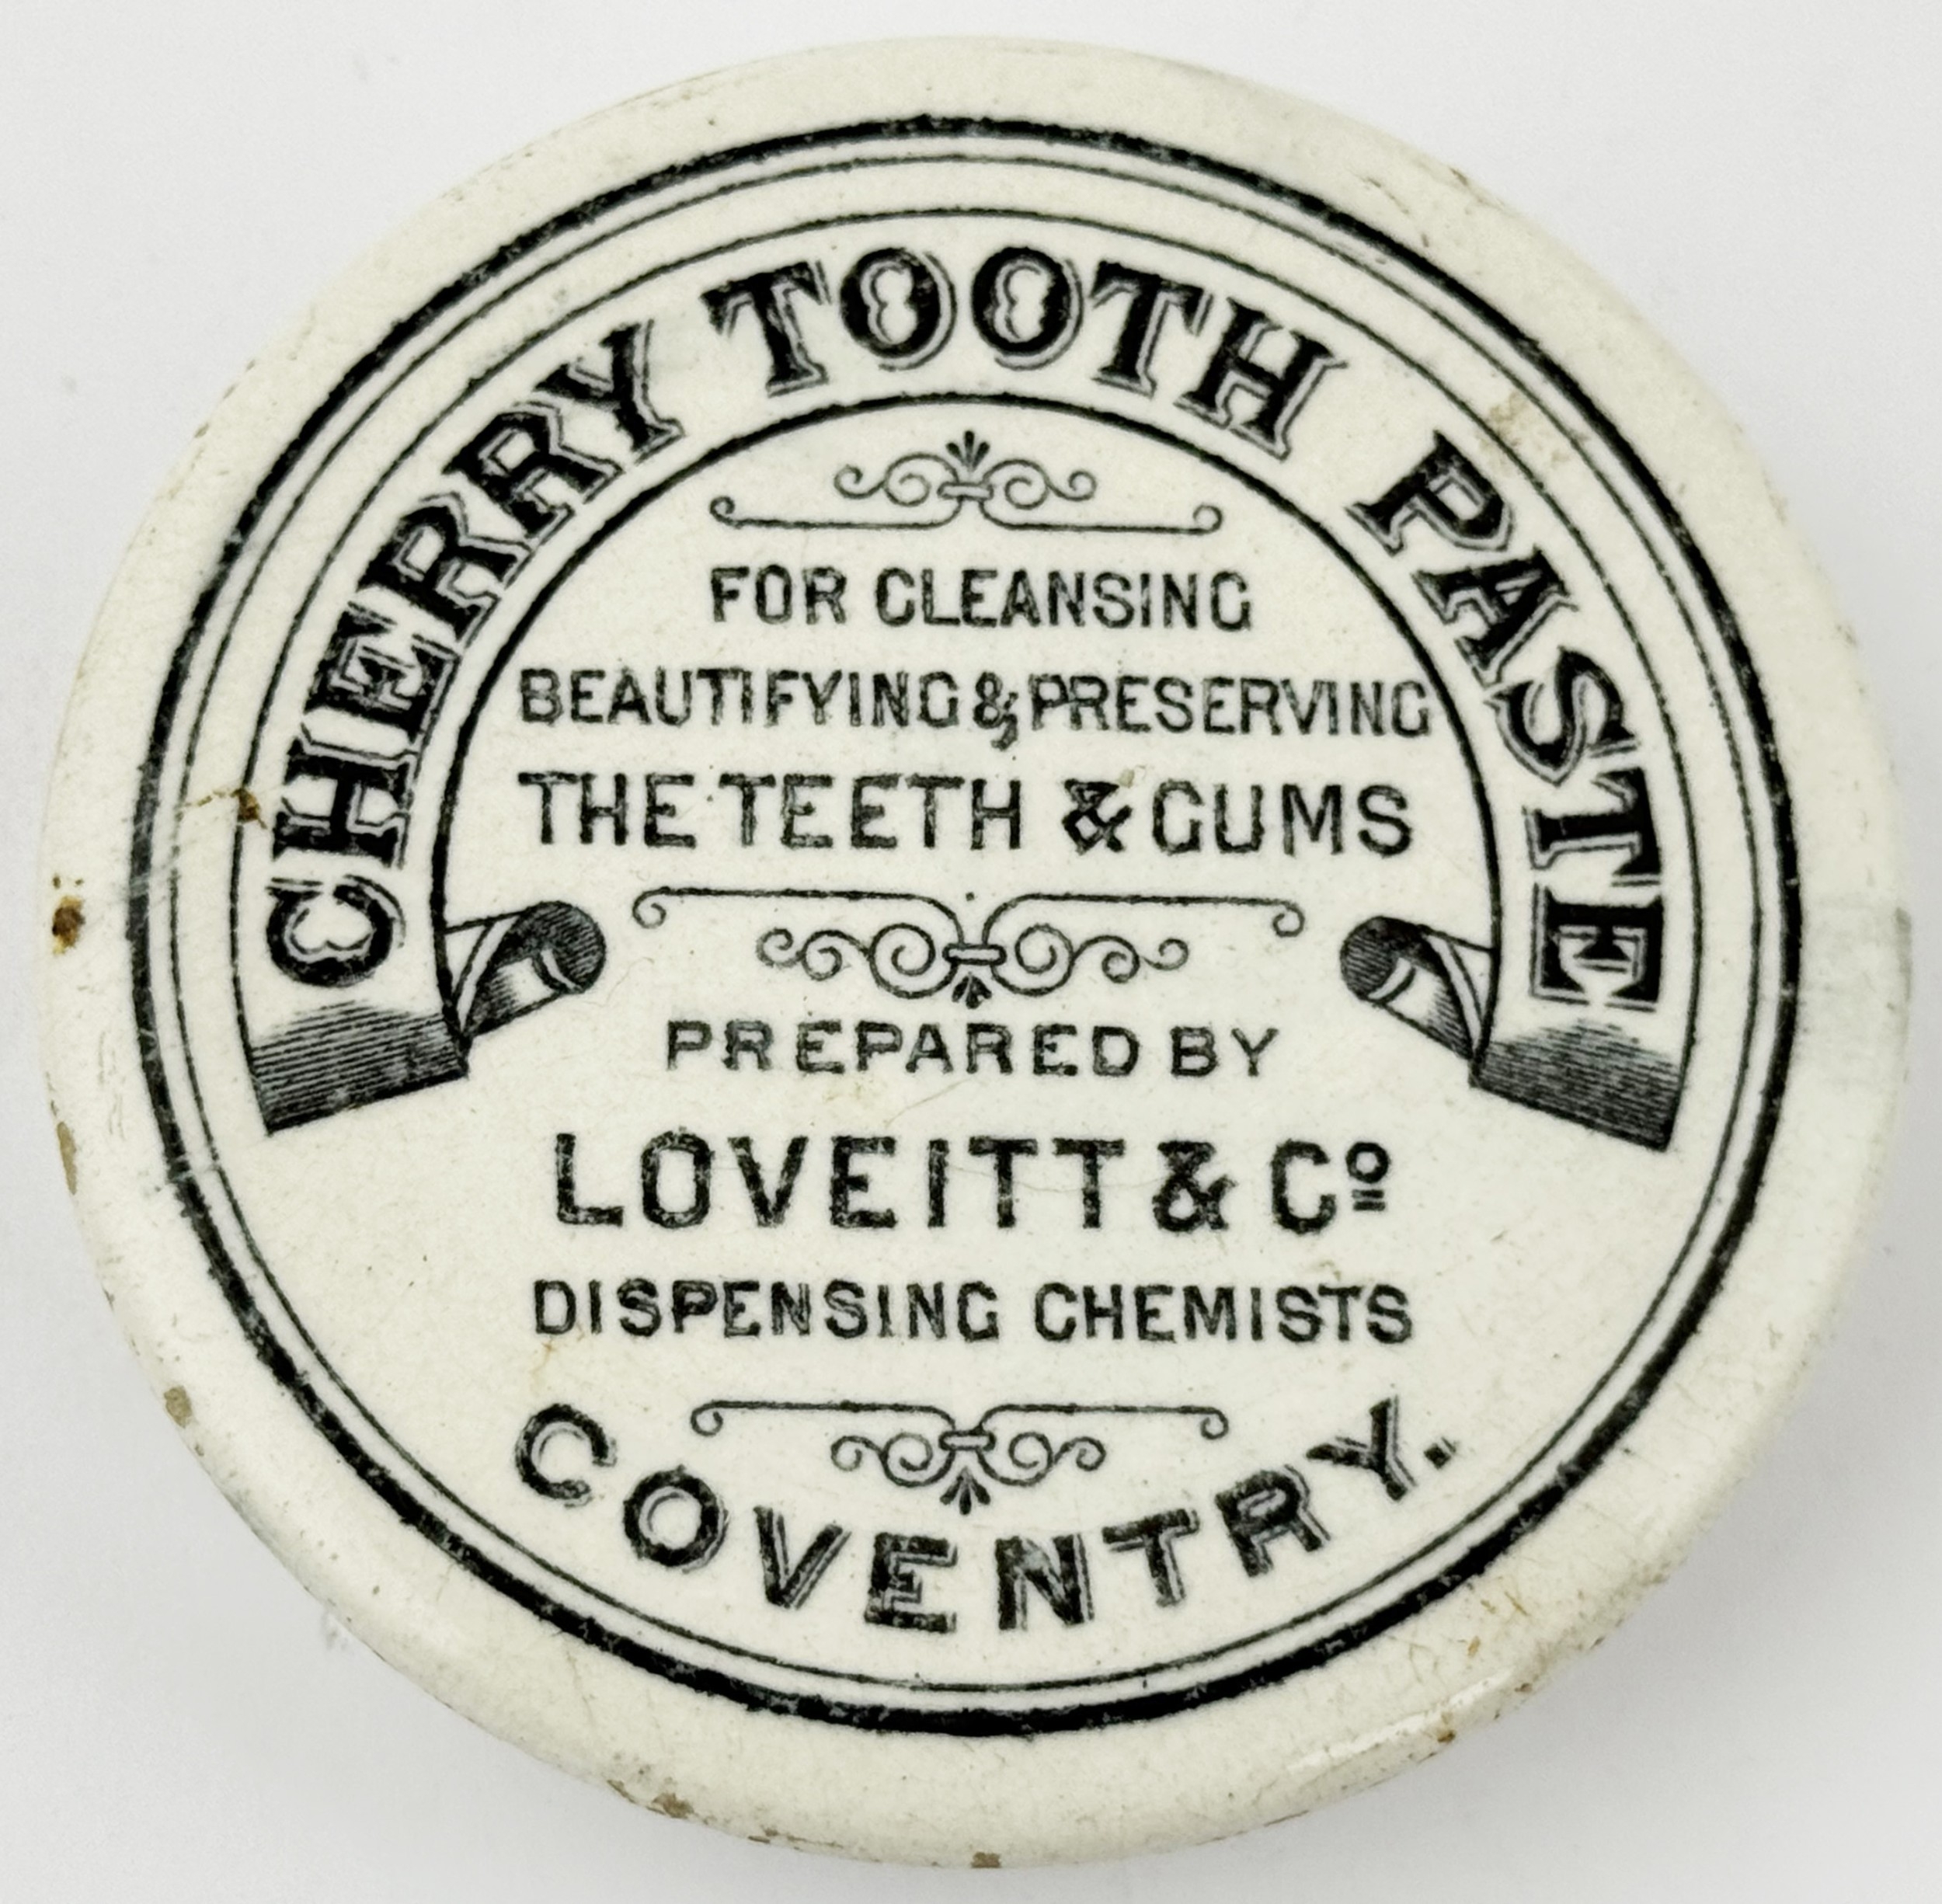 CHERRY TOOTH PASTE
FOR CLEANSING
BEAUTIFYING & PRESERVING
THE TEETH & GUMS
PREPARED BY
LOVEITT & Cº
DISPENSING CHEMISTS
COVENTRY.